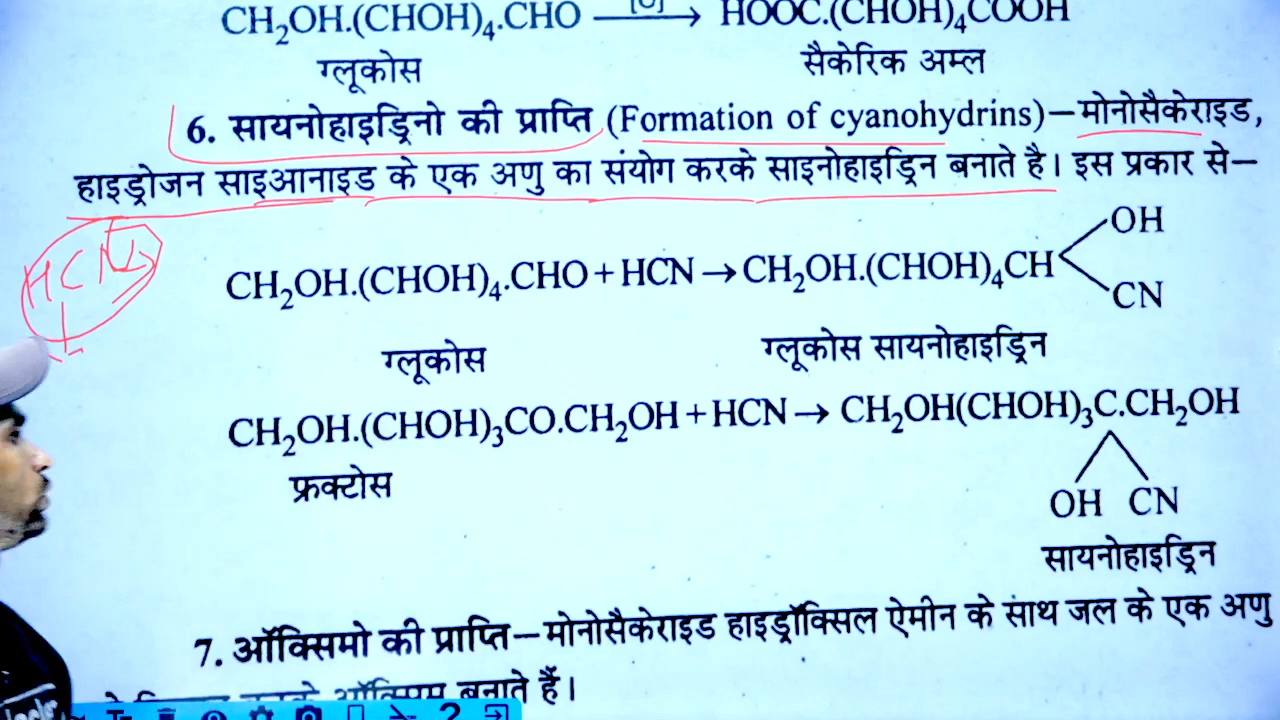 CH₂OH.(CHOH)₄.CHO ⟶ HOOC.(CHOH)₄COOH
[O]
ग्लूकोस सैकेरिक अम्ल
6. सायनोहाइड्रिनो की प्राप्ति (Formation of cyanohydrins)—मोनोसैकेराइड,
हाइड्रोजन साइआनाइड के एक अणु का संयोग करके साइनोहाइड्रिन बनाते है। इस प्रकार से—
HCN
CH₂OH.(CHOH)₄.CHO + HCN → CH₂OH.(CHOH)₄CH
OH
CN
ग्लूकोस ग्लूकोस सायनोहाइड्रिन
CH₂OH.(CHOH)₃CO.CH₂OH + HCN → CH₂OH(CHOH)₃C.CH₂OH
फ्रक्टोस
OH CN
सायनोहाइड्रिन
7. ऑक्सिमो की प्राप्ति—मोनोसैकेराइड हाइड्रॉक्सिल ऐमीन के साथ जल के एक अणु
करके ऑक्सिम बनाते हैं।